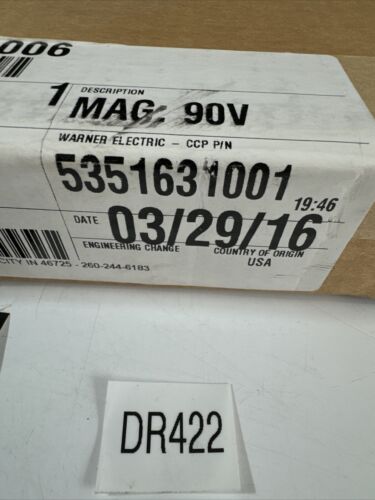 006
1
DESCRIPTION
MAG. 90V
WARNER ELECTRIC - CCP P/N
5351631001
19:46
DATE
03/29/16
ENGINEERING CHANGE
COUNTRY OF ORIGIN
USA
CITY IN 46725 - 260-244-6183
DR422